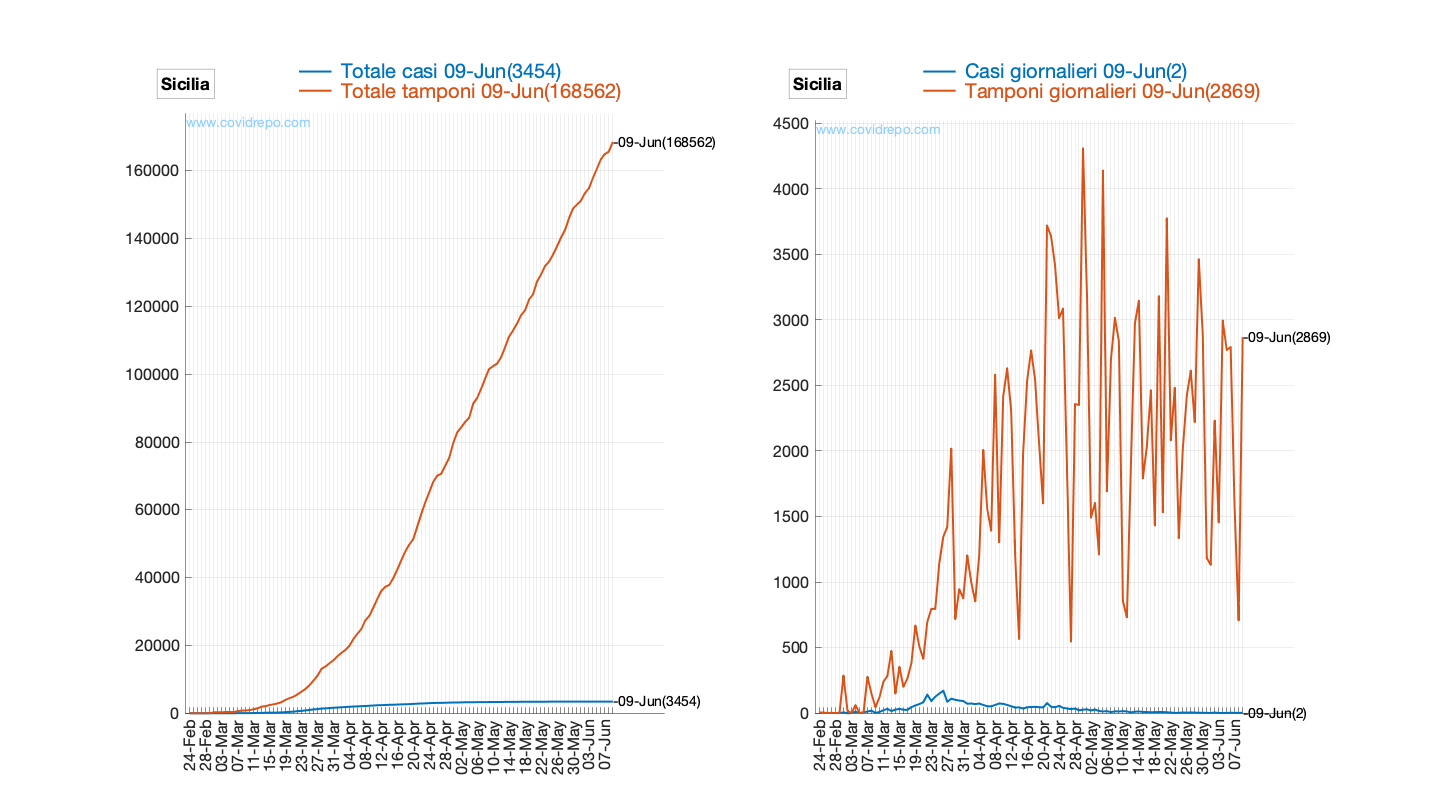 Sicilia
Totale casi 09-Jun(3454)
Totale tamponi 09-Jun(168562)
www.covidrepo.com
09-Jun(168562)
160000
140000
120000
100000
80000
60000
40000
20000
0
09-Jun(3454)
24-Feb
28-Feb
03-Mar
07-Mar
11-Mar
15-Mar
19-Mar
23-Mar
27-Mar
31-Mar
04-Apr
08-Apr
12-Apr
16-Apr
20-Apr
24-Apr
28-Apr
02-May
06-May
10-May
14-May
18-May
22-May
26-May
30-May
03-Jun
07-Jun
Sicilia
Casi giornalieri 09-Jun(2)
Tamponi giornalieri 09-Jun(2869)
www.covidrepo.com
4500
4000
3500
09-Jun(2869)
3000
2500
2000
1500
1000
500
0
09-Jun(2)
24-Feb
28-Feb
03-Mar
07-Mar
11-Mar
15-Mar
19-Mar
23-Mar
27-Mar
31-Mar
04-Apr
08-Apr
12-Apr
16-Apr
20-Apr
24-Apr
28-Apr
02-May
06-May
10-May
14-May
18-May
22-May
26-May
30-May
03-Jun
07-Jun